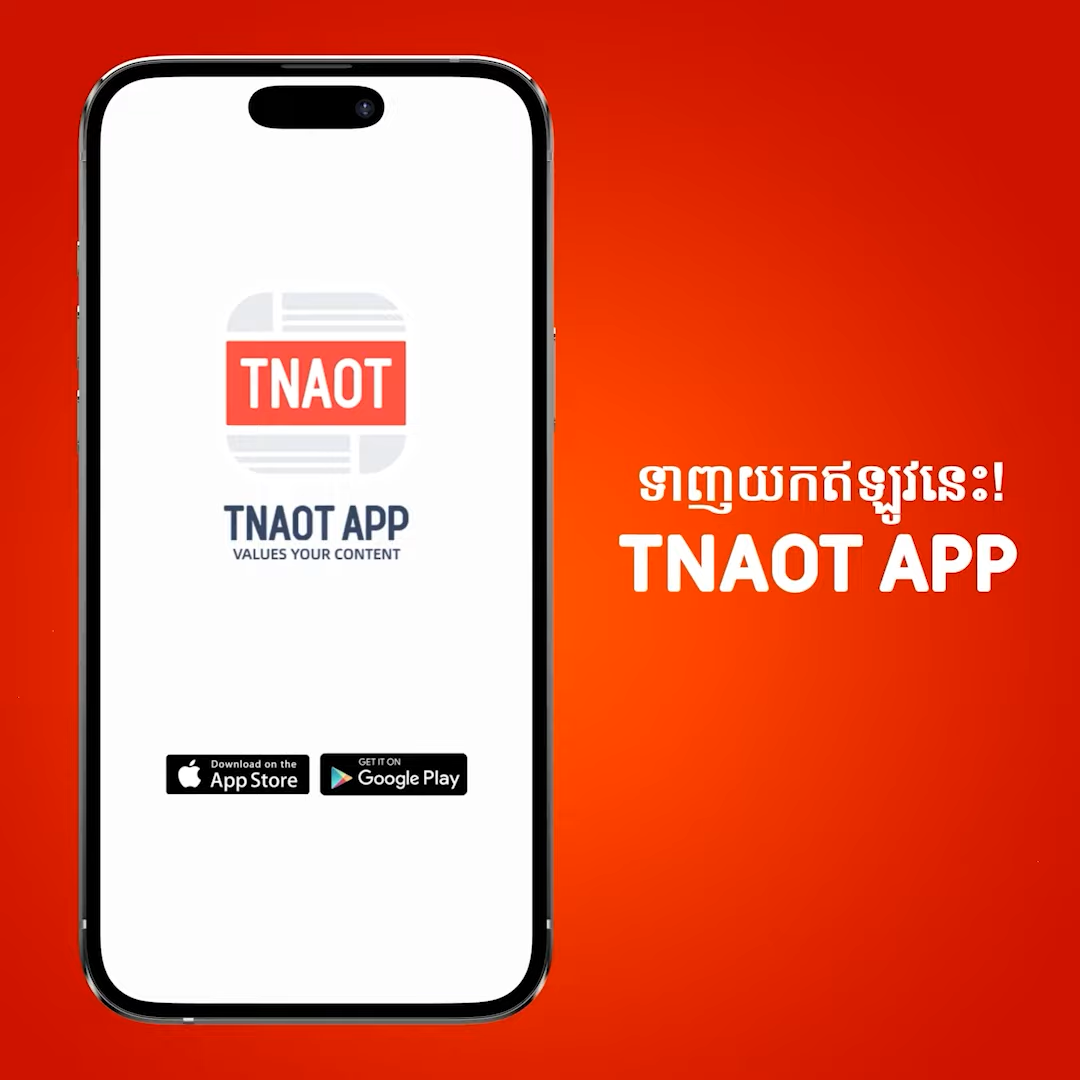 TNAOT
TNAOT APP
VALUES YOUR CONTENT
Download on the
App Store
GET IT ON
Google Play
ទាញយកឥឡូវនេះ!
TNAOT APP